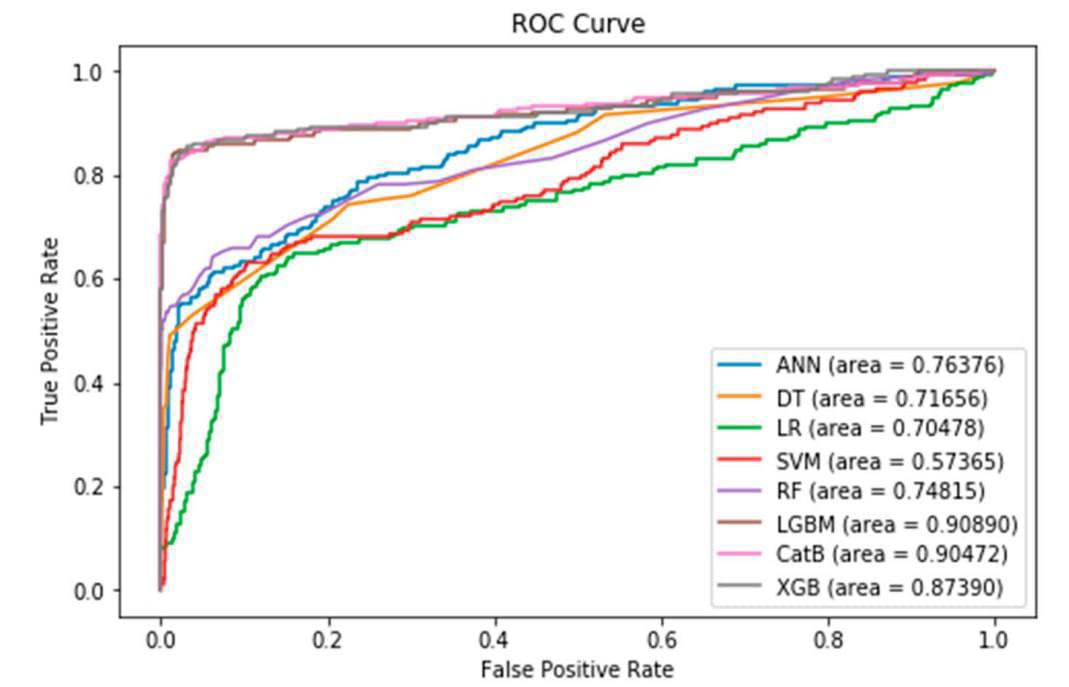 ROC Curve
1.0
0.8
0.6
0.4
0.2
0.0
True Positive Rate
ANN (area = 0.76376)
DT (area = 0.71656)
LR (area = 0.70478)
SVM (area = 0.57365)
RF (area = 0.74815)
LGBM (area = 0.90890)
CatB (area = 0.90472)
XGB (area = 0.87390)
0.0 0.2 0.4 0.6 0.8 1.0
False Positive Rate